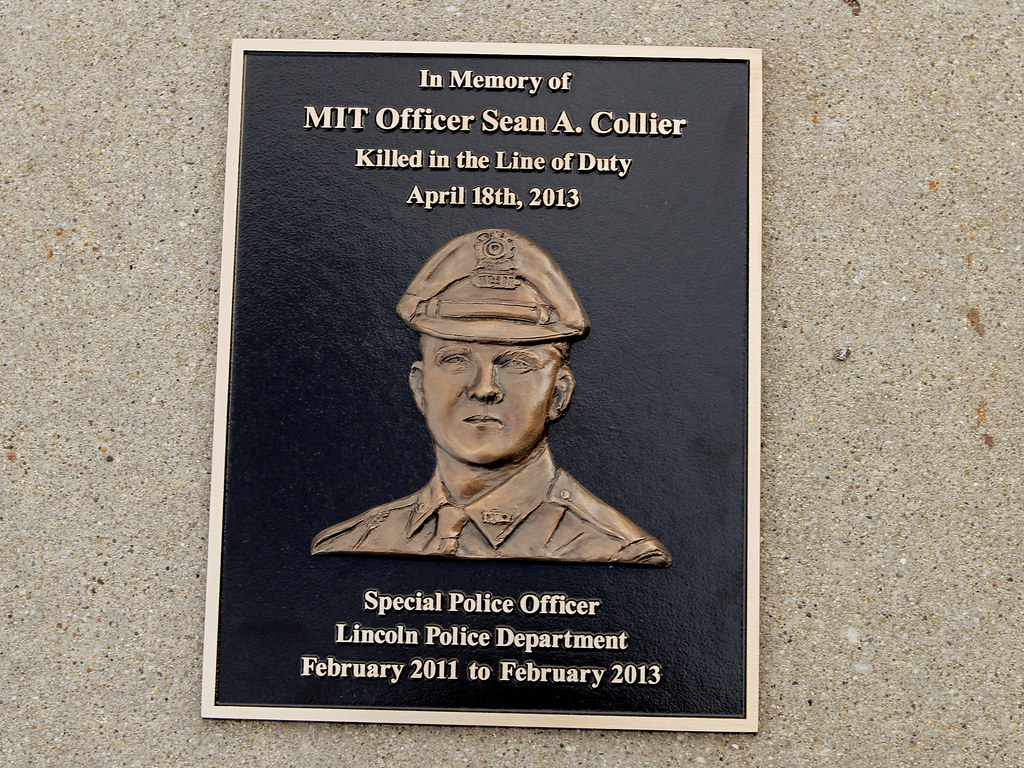 In Memory of
MIT Officer Sean A. Collier
Killed in the Line of Duty
April 18th, 2013
Special Police Officer
Lincoln Police Department
February 2011 to February 2013